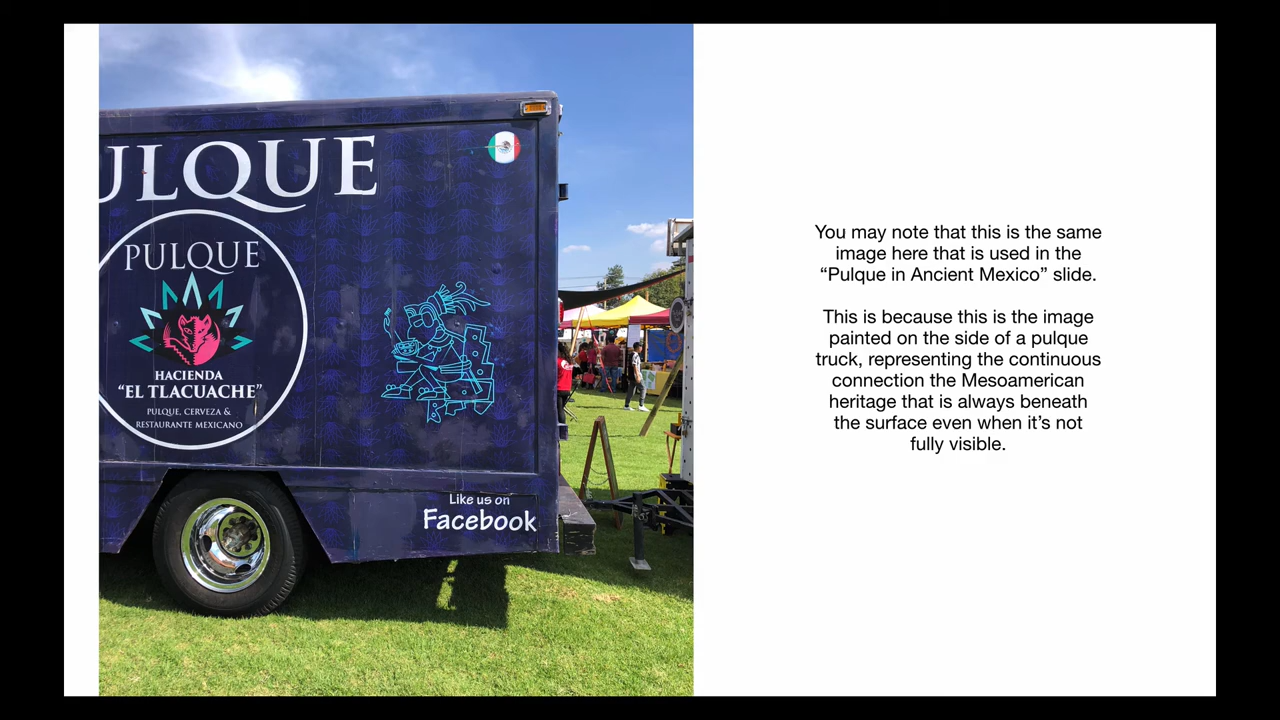 ULQUE
PULQUE
HACIENDA
“EL TLACUACHE”
PULQUE, CERVEZA &
RESTAURANTE MEXICANO
Like us on
Facebook
You may note that this is the same
image here that is used in the
“Pulque in Ancient Mexico” slide.
This is because this is the image
painted on the side of a pulque
truck, representing the continuous
connection the Mesoamerican
heritage that is always beneath
the surface even when it’s not
fully visible.